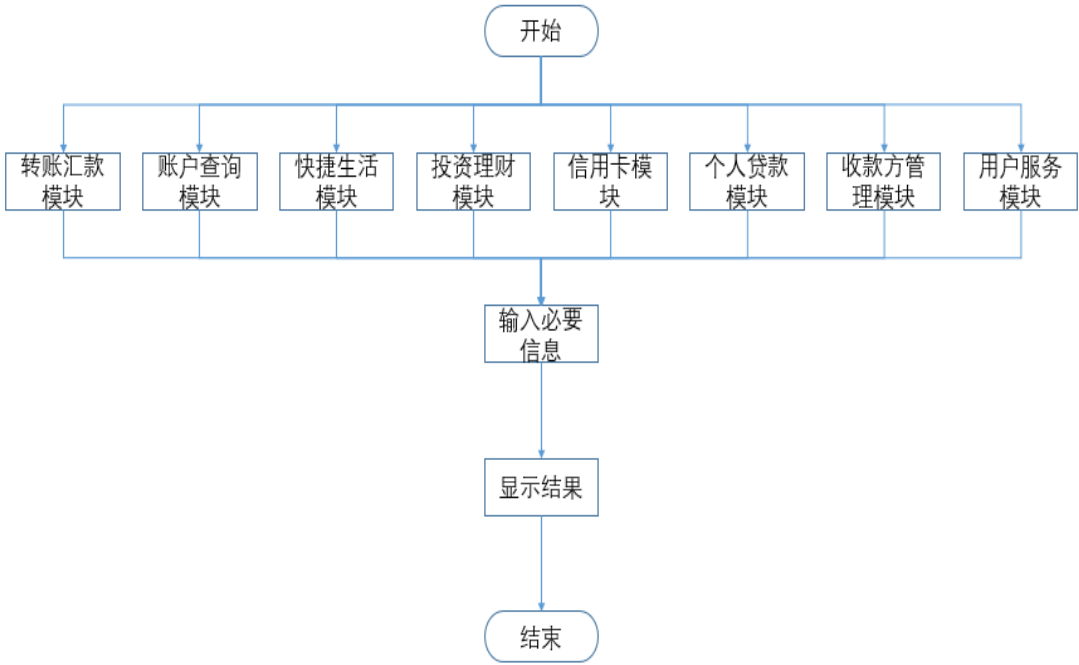 开始
转账汇款
模块
账户查询
模块
快捷生活
模块
投资理财
模块
信用卡模
块
个人贷款
模块
收款方管
理模块
用户服务
模块
输入必要
信息
显示结果
结束